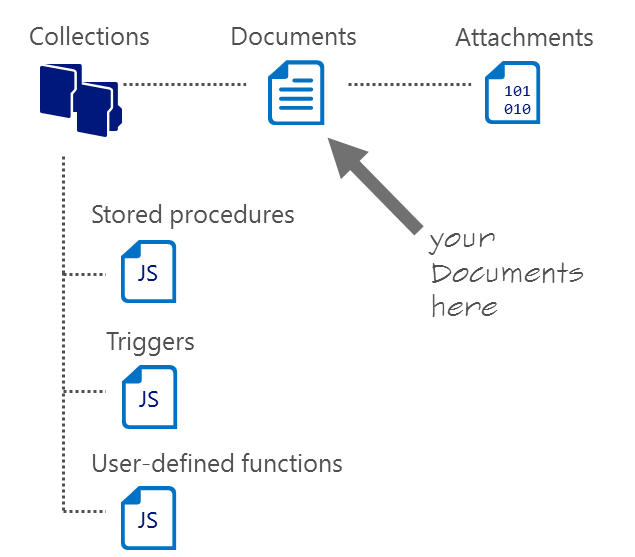 Collections
Documents
Attachments
101
010
your
Documents
here
Stored procedures
JS
Triggers
JS
User-defined functions
JS